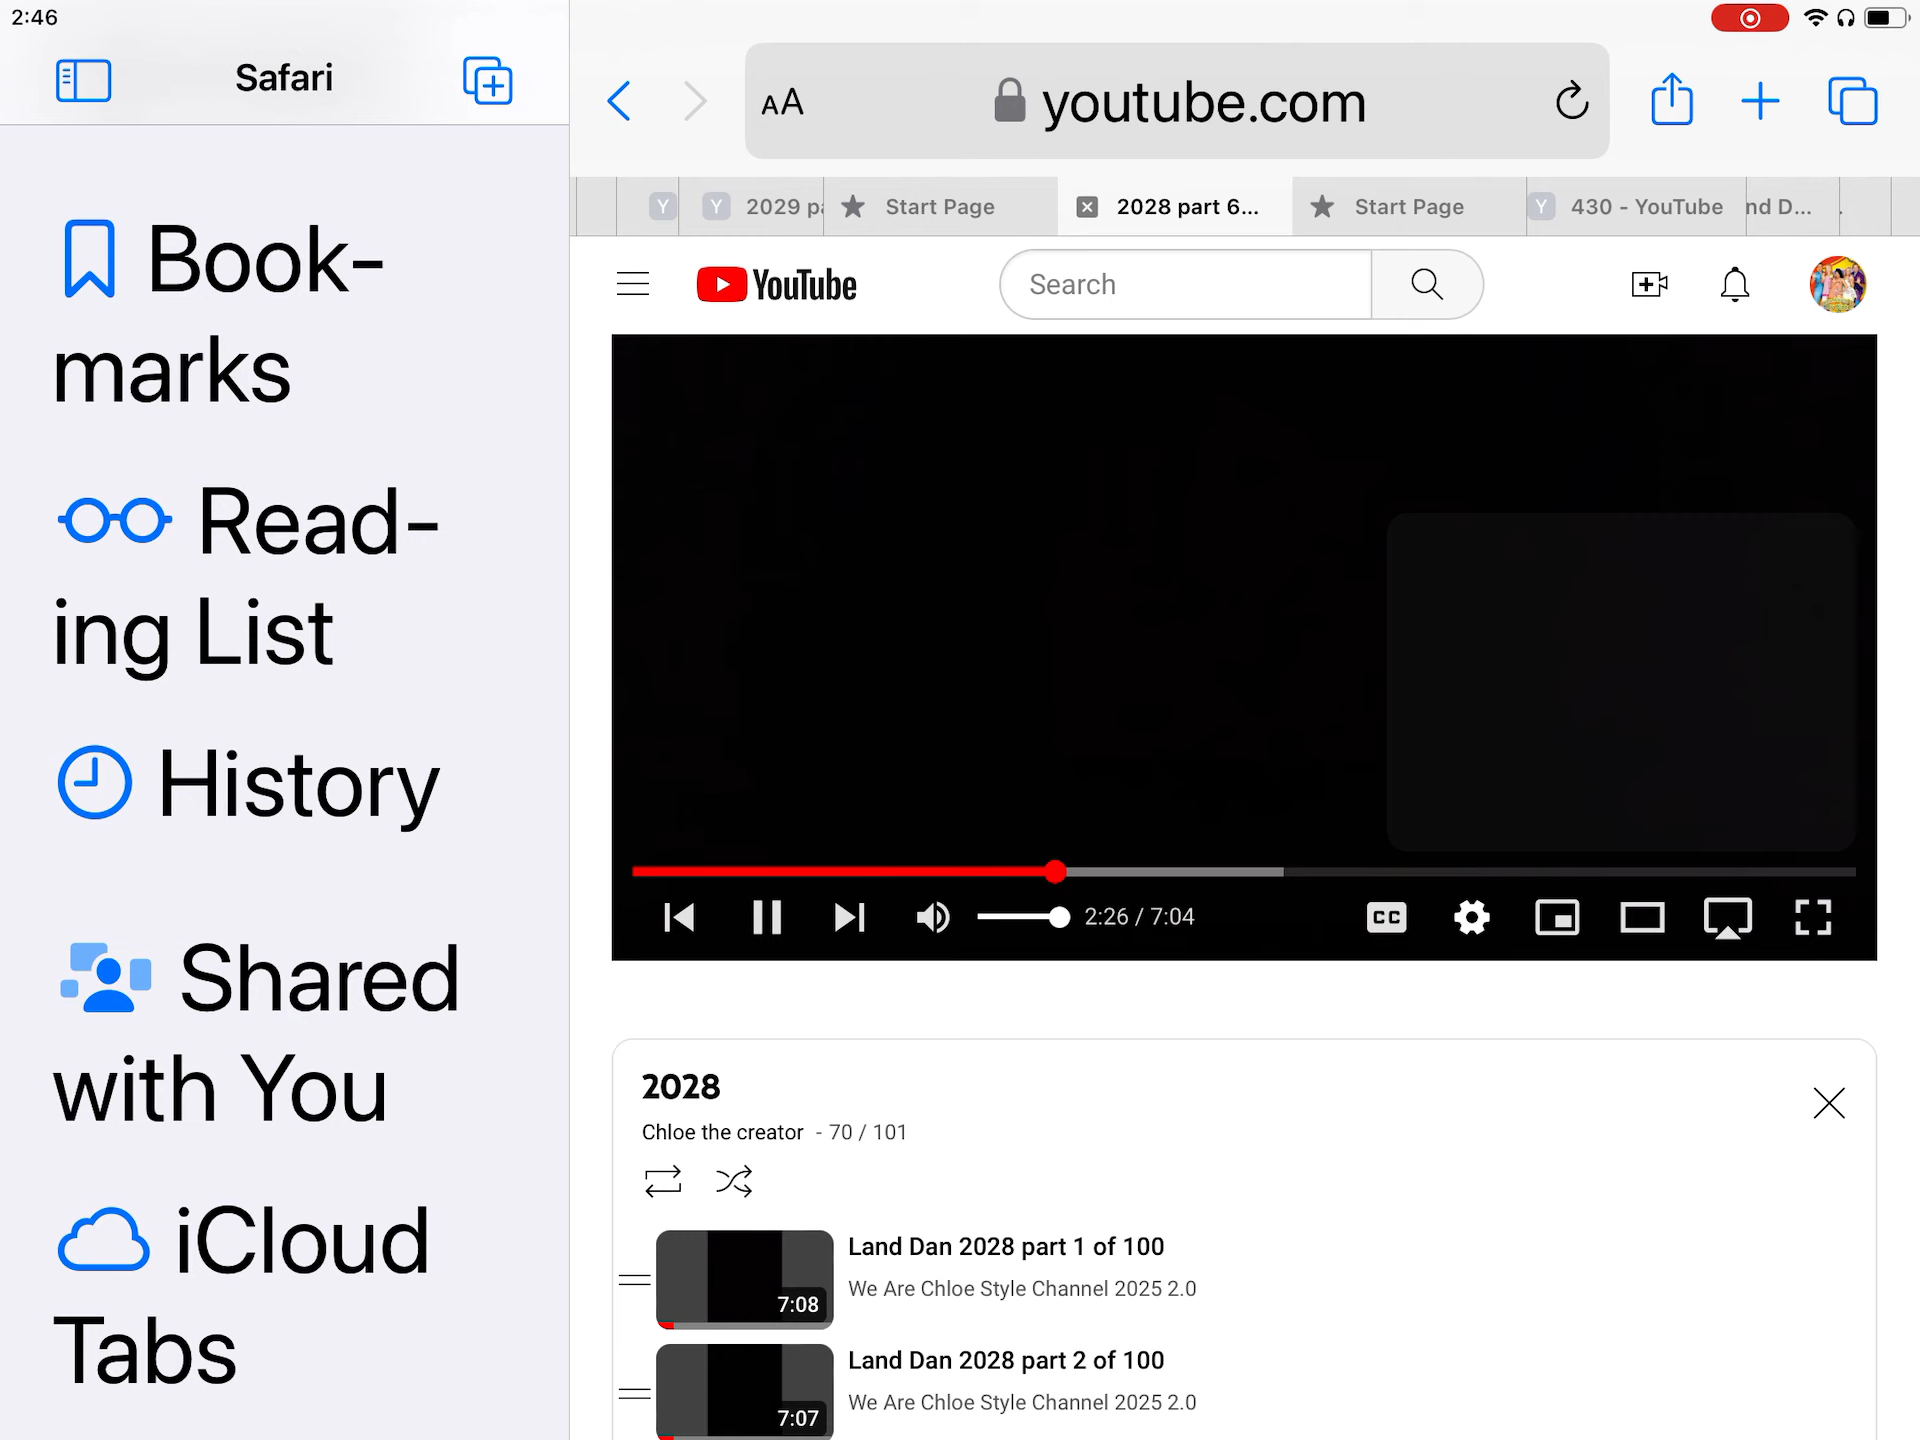 2:46
Safari
Book-
marks
Read-
ing List
History
Shared
with You
iCloud
Tabs
AA
youtube.com
Y
Y 2029 pa
Start Page
2028 part 6...
Start Page
Y 430 - YouTube
nd D...
.
YouTube
Search
2:26 / 7:04
CC
2028
Chloe the creator - 70 / 101
7:08
Land Dan 2028 part 1 of 100
We Are Chloe Style Channel 2025 2.0
7:07
Land Dan 2028 part 2 of 100
We Are Chloe Style Channel 2025 2.0